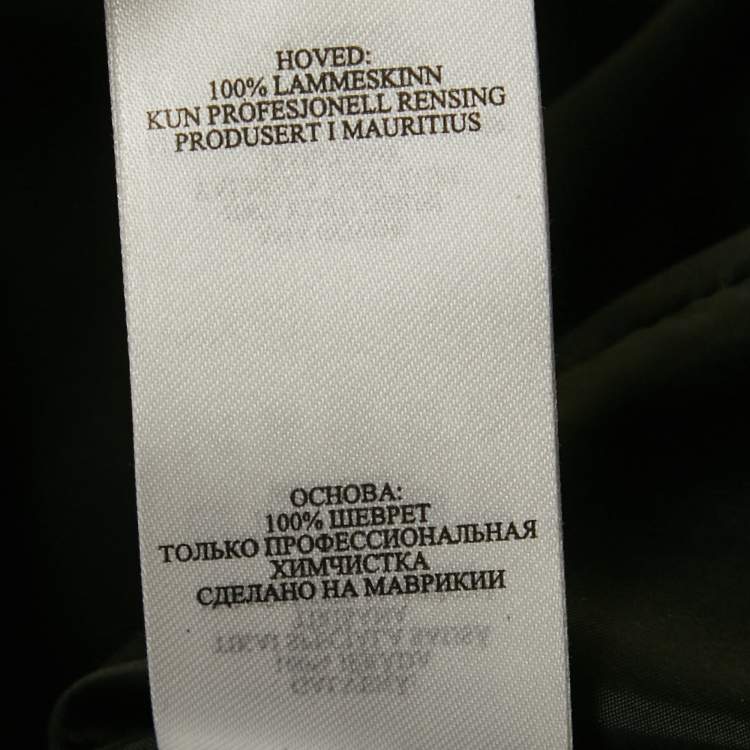 HOVED:
100% LAMMESKINN
KUN PROFESJONELL RENSING
PRODUSERT I MAURITIUS
ОСНОВА:
100% ШЕВРЕТ
ТОЛЬКО ПРОФЕССИОНАЛЬНАЯ
ХИМЧИСТКА
СДЕЛАНО НА МАВРИКИИ